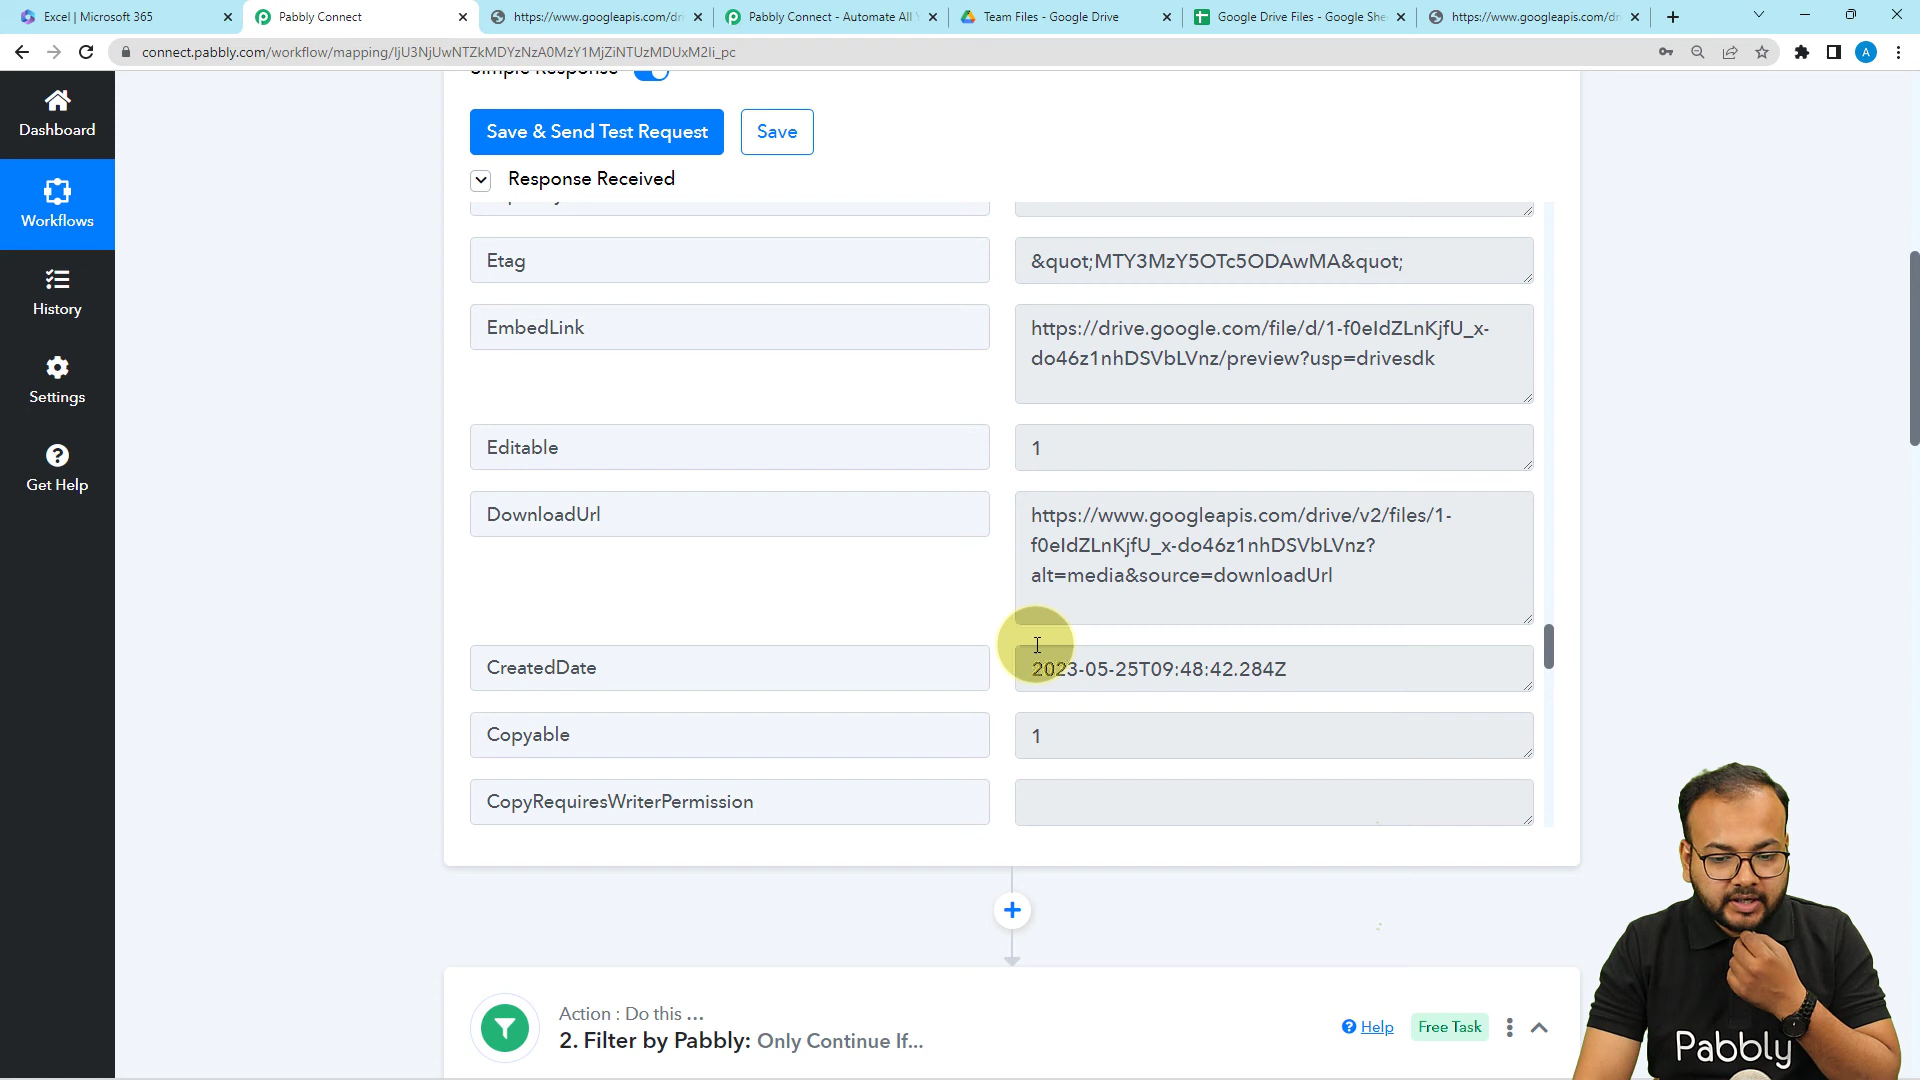 Excel | Microsoft 365
Pabbly Connect
https://www.googleapis.com/dri
Pabbly Connect - Automate All
Team Files - Google Drive
Google Drive Files - Google She
https://www.googleapis.com/dri
connect.pabbly.com/workflow/mapping/IjU3NjUwNTZkMDYzNzA0MzY1MjZiNTUzMDUxM2Ii_pc
A
Simple Response
Dashboard
Save & Send Test Request
Save
Response Received
Workflows
Etag
&quot;MTY3MzY5OTc5ODAwMA&quot;
History
EmbedLink
https://drive.google.com/file/d/1-f0eIdZLnKjfU_x-
do46z1nhDSVbLVnz/preview?usp=drivesdk
Settings
Editable
1
Get Help
DownloadUrl
https://www.googleapis.com/drive/v2/files/1-
f0eIdZLnKjfU_x-do46z1nhDSVbLVnz?
alt=media&source=downloadUrl
CreatedDate
2023-05-25T09:48:42.284Z
Copyable
1
CopyRequiresWriterPermission
Action : Do this ...
2. Filter by Pabbly: Only Continue If...
Help
Free Task
Pabbly